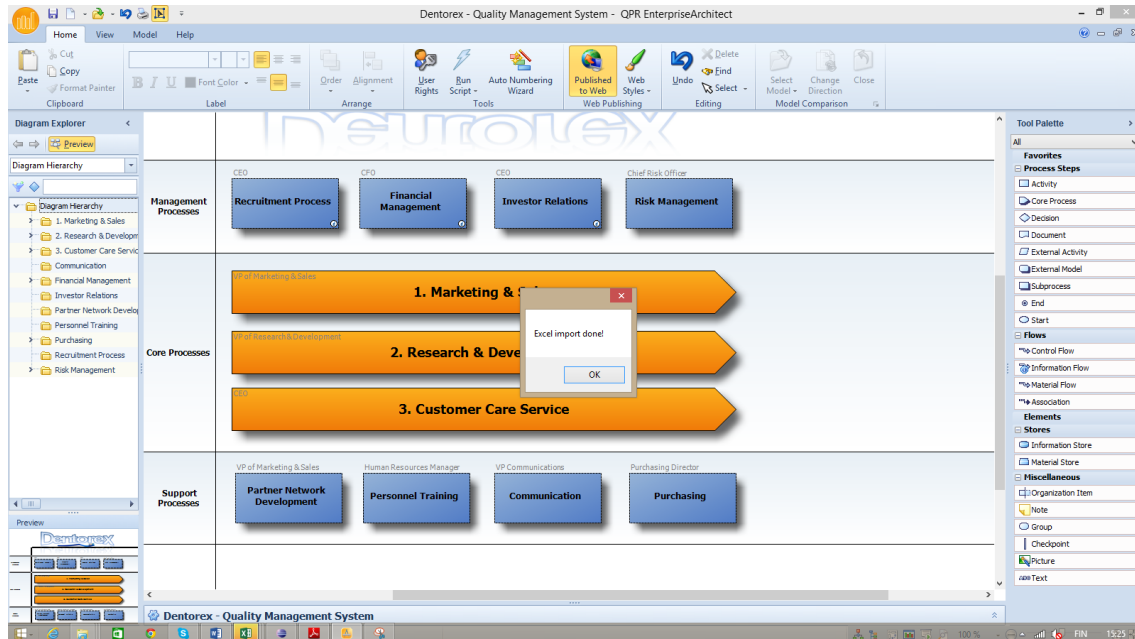 Dentorex - Quality Management System - QPR EnterpriseArchitect
Home View Model Help
Paste
Cut
Copy
Format Painter
Clipboard
B I U Font Color
Label
Order
Alignment
Arrange
User Rights
Run Script
Auto Numbering Wizard
Tools
Published to Web
Web Styles
Web Publishing
Undo
Delete
Find
Select
Editing
Select Model
Change Direction
Close
Model Comparison
Diagram Explorer
Preview
Diagram Hierarchy
Diagram Hierarchy
1. Marketing & Sales
2. Research & Developm
3. Customer Care Servic
Communication
Financial Management
Investor Relations
Partner Network Develop
Personnel Training
Purchasing
Recruitment Process
Risk Management
Preview
Dentorex
Dentorex
Management Processes
CEO
Recruitment Process
CFO
Financial Management
CEO
Investor Relations
Chief Risk Officer
Risk Management
Core Processes
VP of Marketing & Sales
1. Marketing &
VP of Research & Development
2. Research & Deve
CEO
3. Customer Care Service
Excel import done!
OK
Support Processes
VP of Marketing & Sales
Partner Network Development
Human Resources Manager
Personnel Training
VP Communications
Communication
Purchasing Director
Purchasing
Dentorex - Quality Management System
Tool Palette
All
Favorites
Process Steps
Activity
Core Process
Decision
Document
External Activity
External Model
Subprocess
End
Start
Flows
Control Flow
Information Flow
Material Flow
Association
Elements
Stores
Information Store
Material Store
Miscellaneous
Organization Item
Note
Group
Checkpoint
Picture
Text
100 %
FIN
15:25